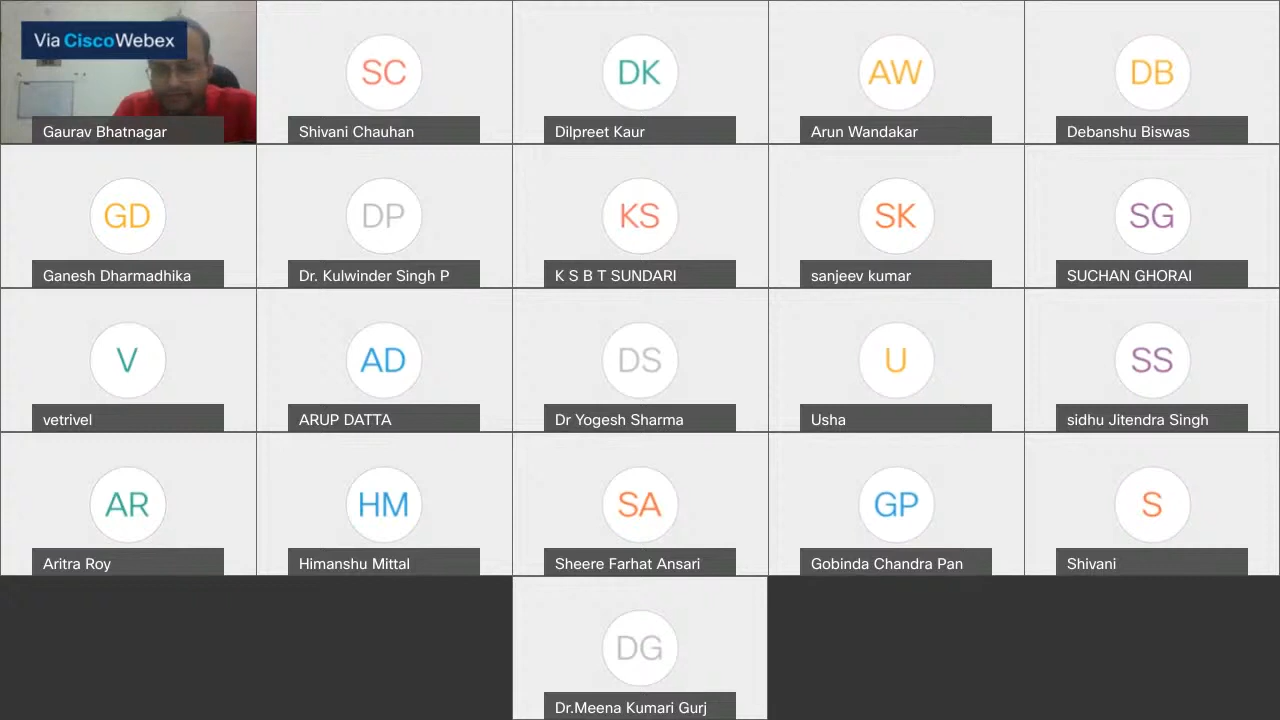 Via CiscoWebex
SC
DK
AW
DB
Gaurav Bhatnagar
Shivani Chauhan
Dilpreet Kaur
Arun Wandakar
Debanshu Biswas
GD
DP
KS
SK
SG
Ganesh Dharmadhika
Dr. Kulwinder Singh P
K S B T SUNDARI
sanjeev kumar
SUCHAN GHORAI
V
AD
DS
U
SS
vetrivel
ARUP DATTA
Dr Yogesh Sharma
Usha
sidhu Jitendra Singh
AR
HM
SA
GP
S
Aritra Roy
Himanshu Mittal
Sheere Farhat Ansari
Gobinda Chandra Pan
Shivani
DG
Dr.Meena Kumari Gurj